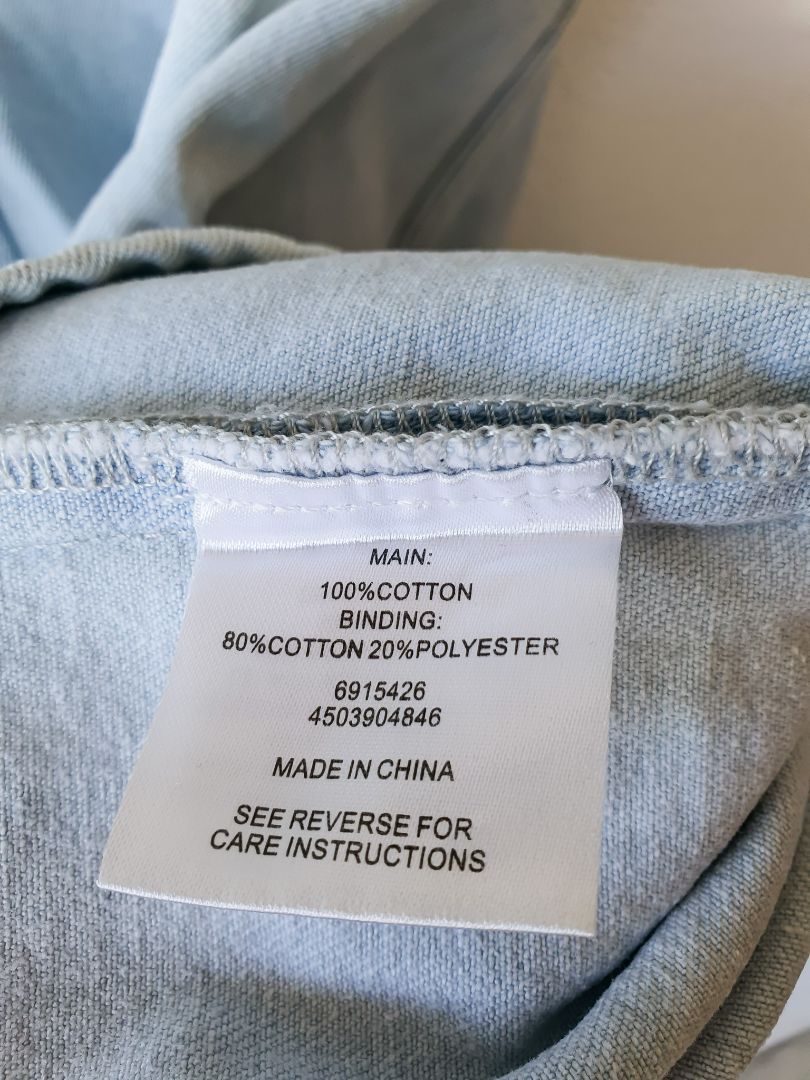 MAIN:
100%COTTON
BINDING:
80%COTTON 20%POLYESTER
6915426
4503904846
MADE IN CHINA
SEE REVERSE FOR
CARE INSTRUCTIONS